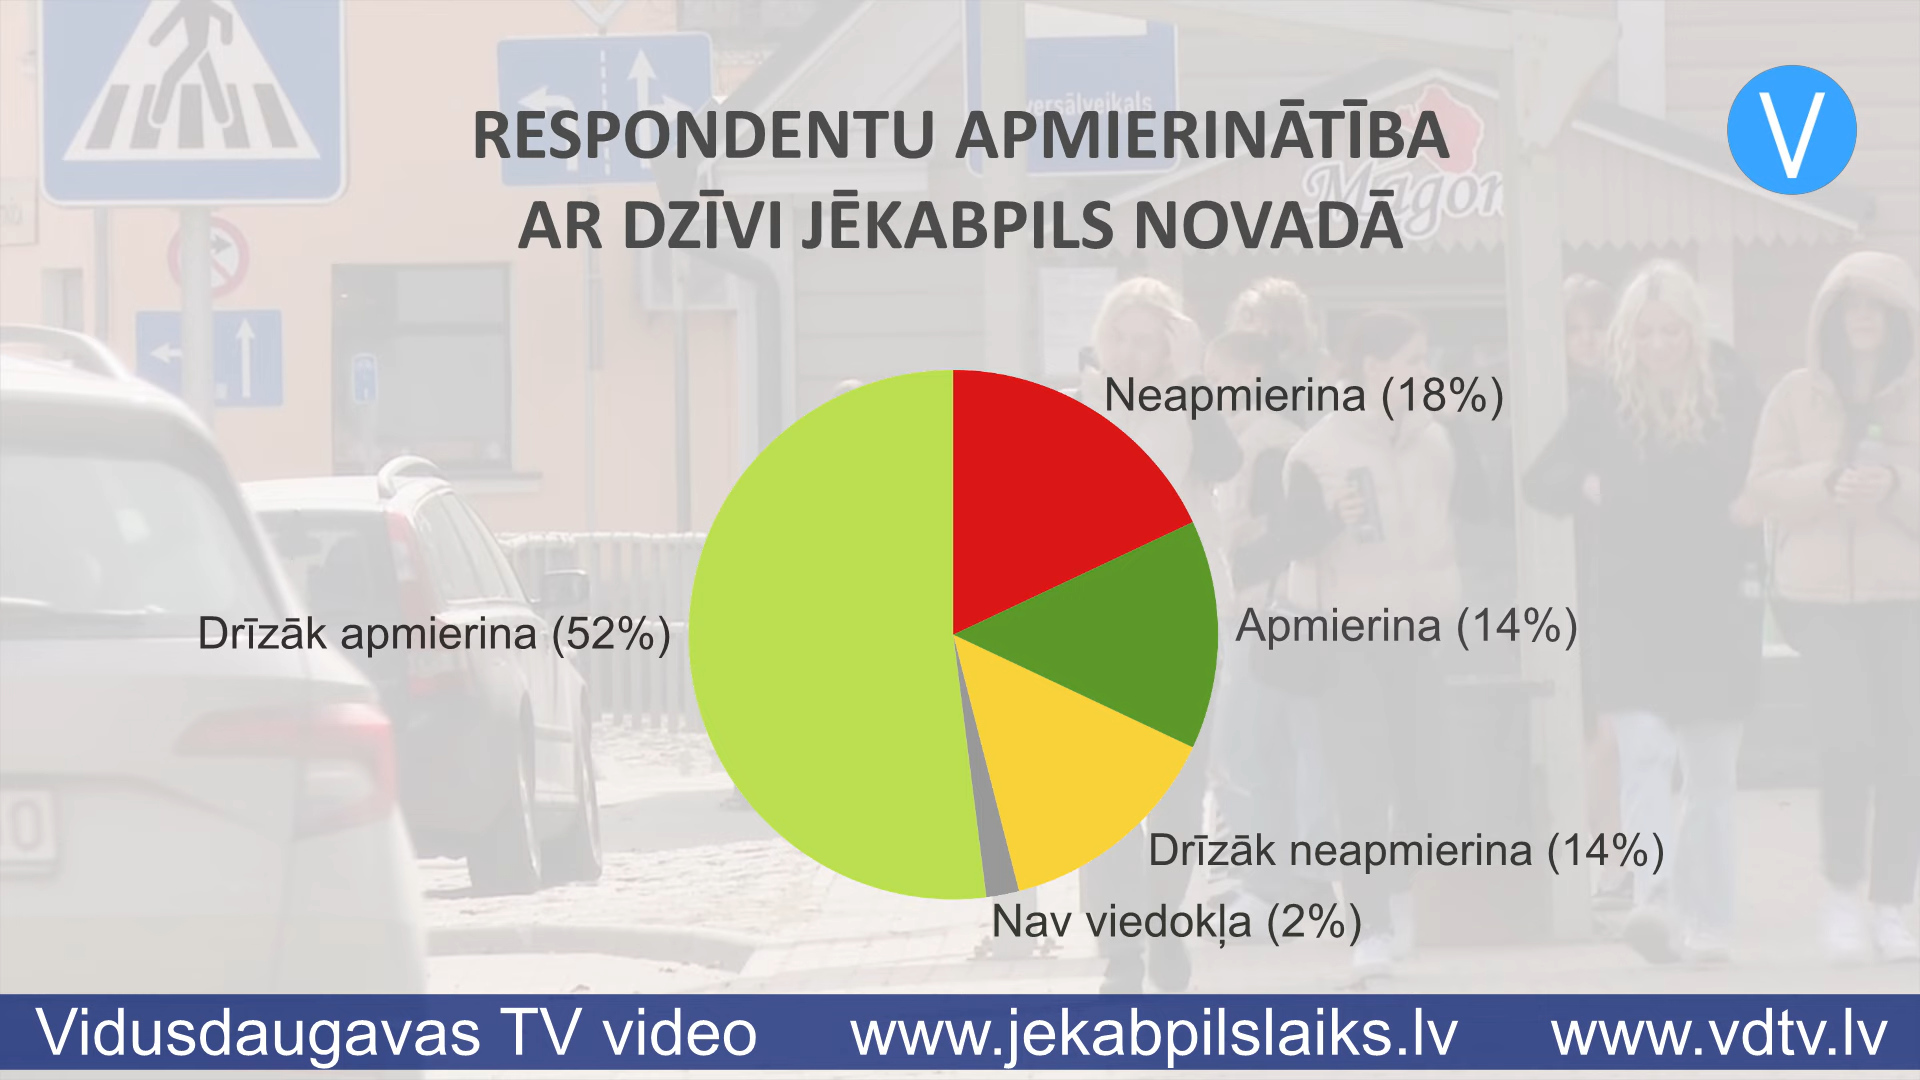 RESPONDENTU APMIERINĀTĪBA
AR DZĪVI JĒKABPILS NOVADĀ
V
Neapmierina (18%)
Apmierina (14%)
Drīzāk apmierina (52%)
Drīzāk neapmierina (14%)
Nav viedokļa (2%)
Vidusdaugavas TV video www.jekabpilslaiks.lv www.vdtv.lv